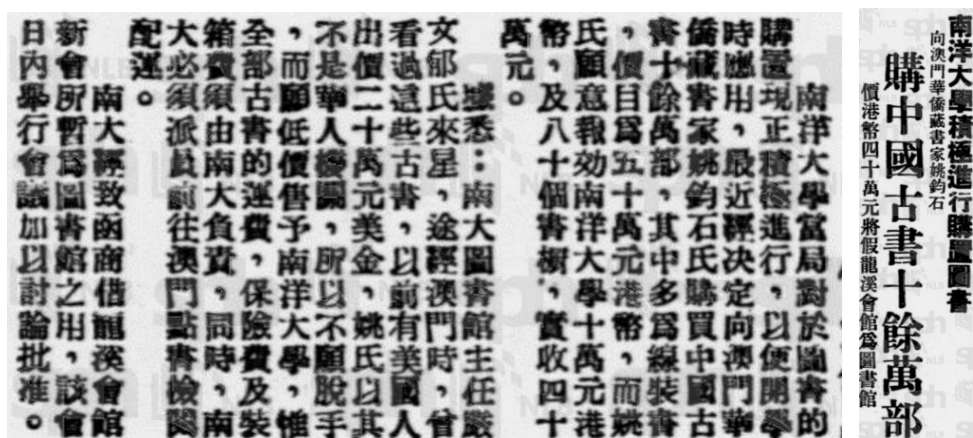 南洋大學積極進行購置圖書
向澳門華僑藏書家姚鈞石
購中國古書十餘萬部
價港幣四十萬元將假龍溪會館爲圖書館
南洋大學當局對於圖書的
購置現正積極進行，以便開學
時應用，最近經决定向澳門華
僑藏書家姚鈞石氏購買中國古
書十餘萬部，其中多爲線裝書
，價目爲五十萬元港幣，而姚
氏願意報効南洋大學十萬元港
幣，及八十個書橱，實收四十
萬元。
據悉：南大圖書館主任嚴
文郁氏來星，途經澳門時，曾
看過這些古書，以前有美國人
出價二十萬元美金，姚氏以其
不是華人機關，所以不願脫手
，而願低價售予南洋大學，惟
全部古書的運費，保險費及裝
箱費須由南大負責，同時，南
大必須派員前往澳門點書檢閱
配運。
南大經致函商借龍溪會館
新會所暫爲圖書館之用，該會
日內舉行會議加以討論批准。